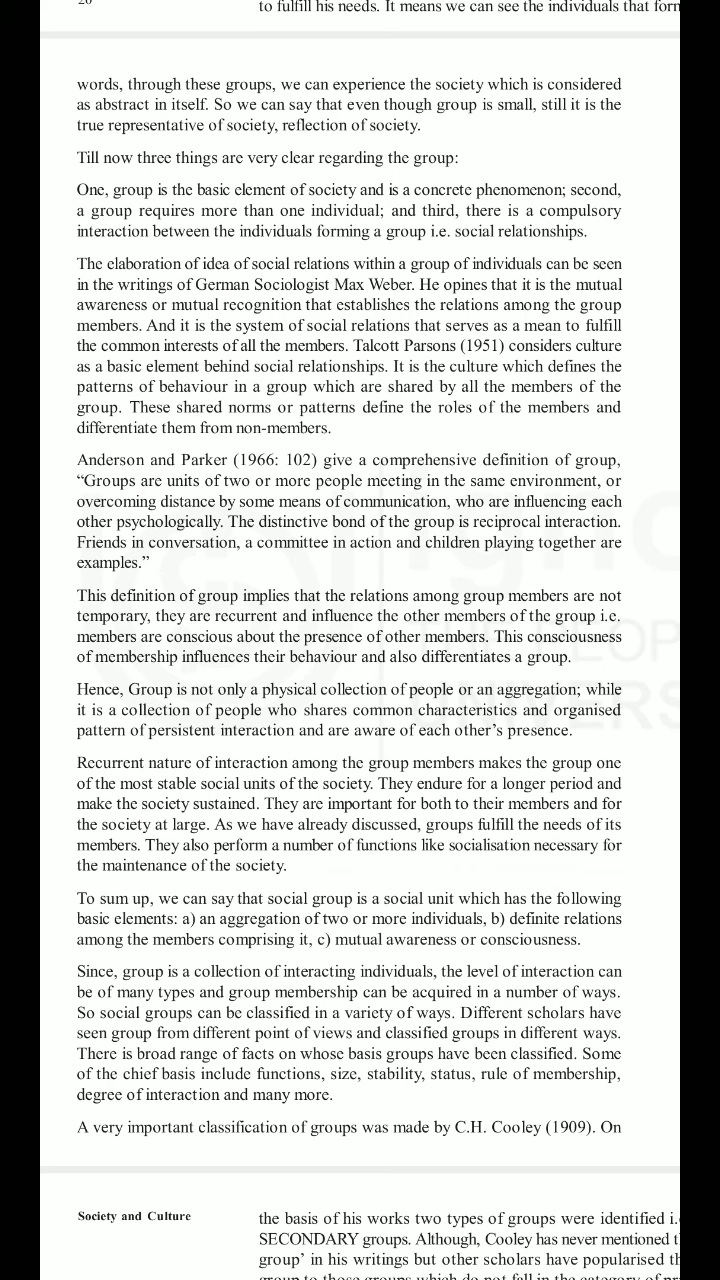 20
to fulfill his needs. It means we can see the individuals that form
words, through these groups, we can experience the society which is considered
as abstract in itself. So we can say that even though group is small, still it is the
true representative of society, reflection of society.
Till now three things are very clear regarding the group:
One, group is the basic element of society and is a concrete phenomenon; second,
a group requires more than one individual; and third, there is a compulsory
interaction between the individuals forming a group i.e. social relationships.
The elaboration of idea of social relations within a group of individuals can be seen
in the writings of German Sociologist Max Weber. He opines that it is the mutual
awareness or mutual recognition that establishes the relations among the group
members. And it is the system of social relations that serves as a mean to fulfill
the common interests of all the members. Talcott Parsons (1951) considers culture
as a basic element behind social relationships. It is the culture which defines the
patterns of behaviour in a group which are shared by all the members of the
group. These shared norms or patterns define the roles of the members and
differentiate them from non-members.
Anderson and Parker (1966: 102) give a comprehensive definition of group,
“Groups are units of two or more people meeting in the same environment, or
overcoming distance by some means of communication, who are influencing each
other psychologically. The distinctive bond of the group is reciprocal interaction.
Friends in conversation, a committee in action and children playing together are
examples.”
This definition of group implies that the relations among group members are not
temporary, they are recurrent and influence the other members of the group i.e.
members are conscious about the presence of other members. This consciousness
of membership influences their behaviour and also differentiates a group.
Hence, Group is not only a physical collection of people or an aggregation; while
it is a collection of people who shares common characteristics and organised
pattern of persistent interaction and are aware of each other’s presence.
Recurrent nature of interaction among the group members makes the group one
of the most stable social units of the society. They endure for a longer period and
make the society sustained. They are important for both to their members and for
the society at large. As we have already discussed, groups fulfill the needs of its
members. They also perform a number of functions like socialisation necessary for
the maintenance of the society.
To sum up, we can say that social group is a social unit which has the following
basic elements: a) an aggregation of two or more individuals, b) definite relations
among the members comprising it, c) mutual awareness or consciousness.
Since, group is a collection of interacting individuals, the level of interaction can
be of many types and group membership can be acquired in a number of ways.
So social groups can be classified in a variety of ways. Different scholars have
seen group from different point of views and classified groups in different ways.
There is broad range of facts on whose basis groups have been classified. Some
of the chief basis include functions, size, stability, status, rule of membership,
degree of interaction and many more.
A very important classification of groups was made by C.H. Cooley (1909). On
Society and Culture
the basis of his works two types of groups were identified i.
SECONDARY groups. Although, Cooley has never mentioned
group’ in his writings but other scholars have popularised
group to those groups which do not fall in the category of